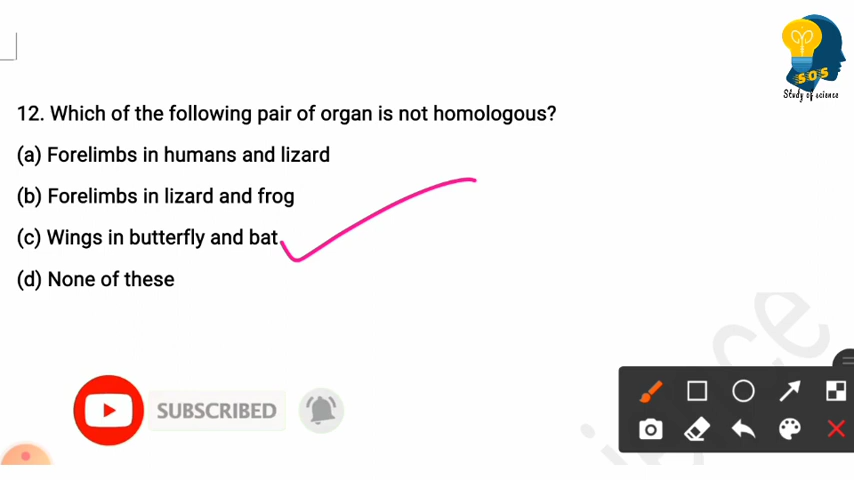 SOS
Study of science
12. Which of the following pair of organ is not homologous?
(a) Forelimbs in humans and lizard
(b) Forelimbs in lizard and frog
(c) Wings in butterfly and bat
(d) None of these
SUBSCRIBED